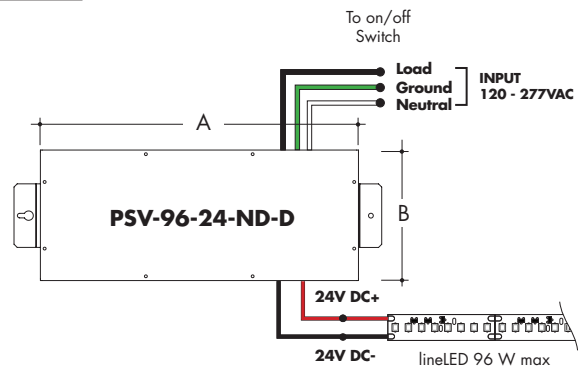 To on/off
Switch
Load
Ground
Neutral
INPUT
120 - 277VAC
A
B
PSV-96-24-ND-D
24V DC+
24V DC-
lineLED 96 W max